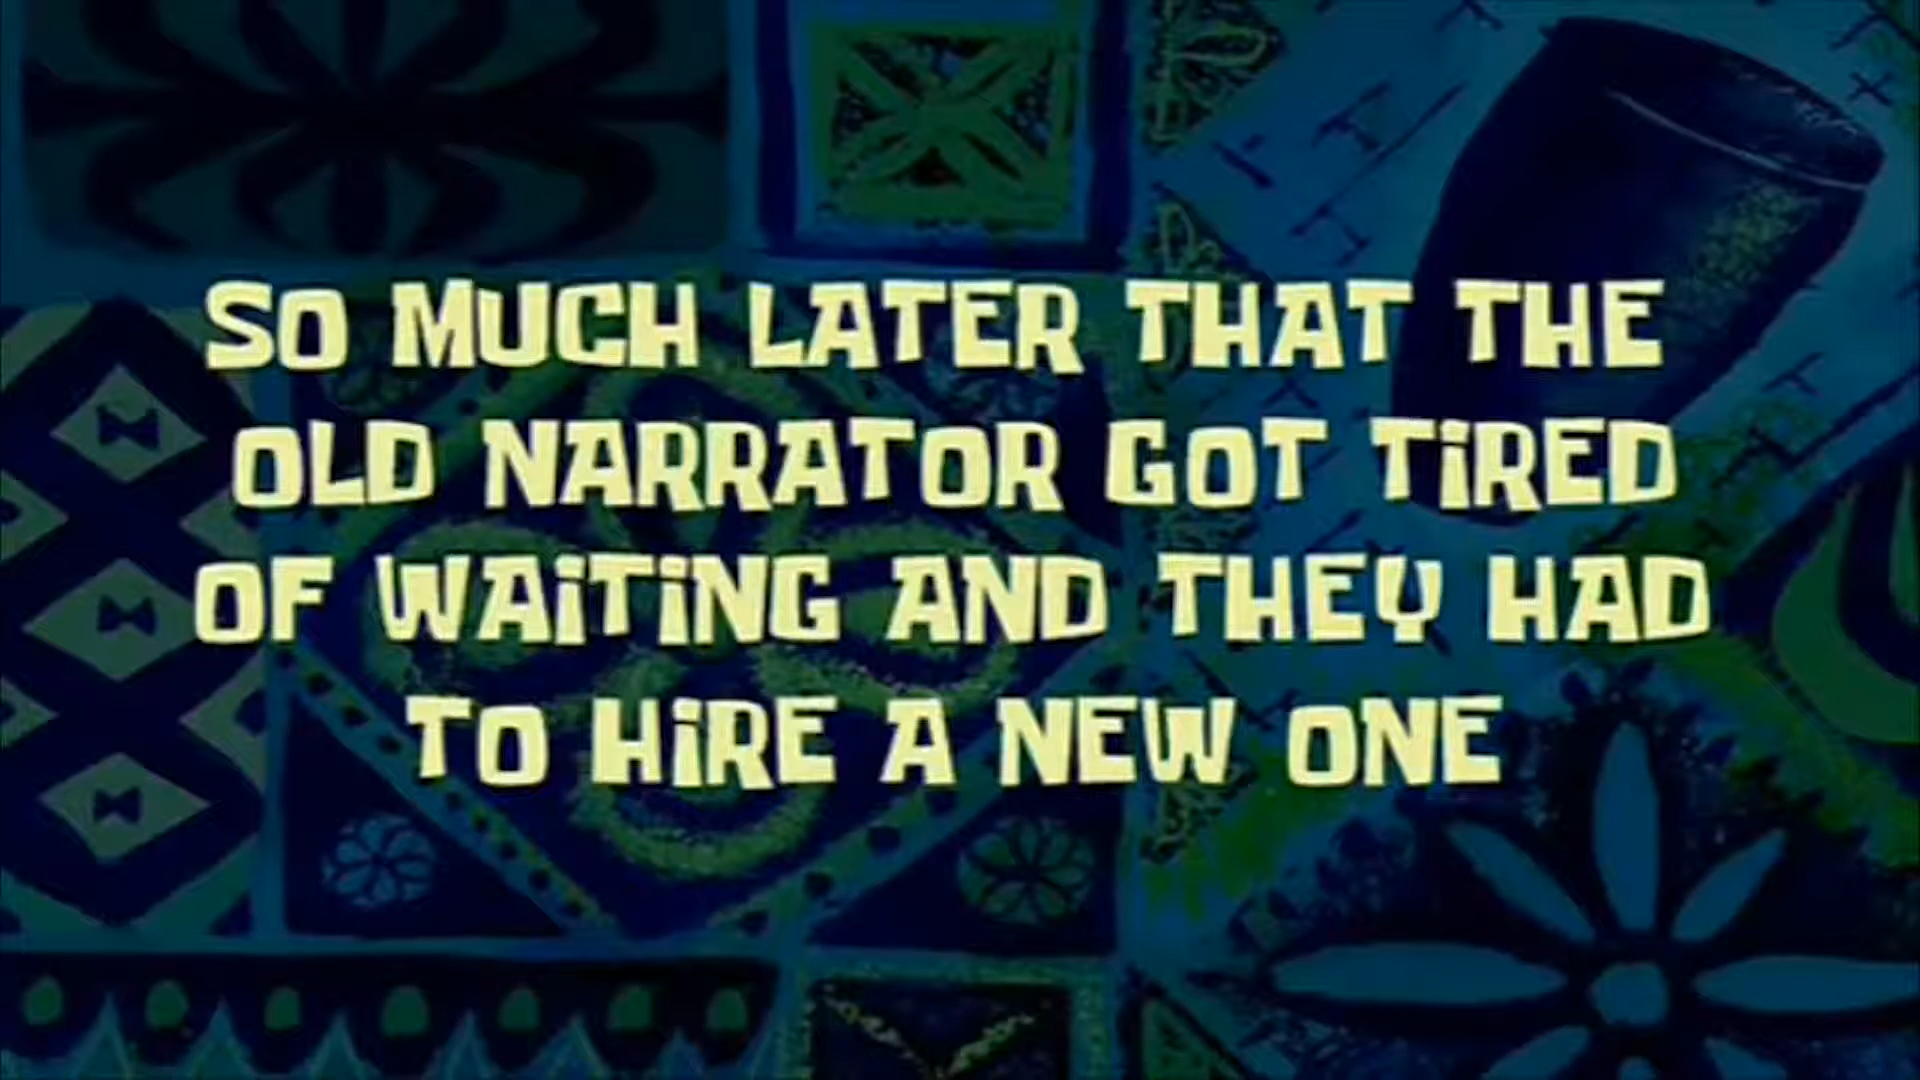 SO MUCH LATER THAT THE
OLD NARRATOR GOT TiRED
OF WAiTiNG AND THEY HAD
TO HiRE A NEW ONE